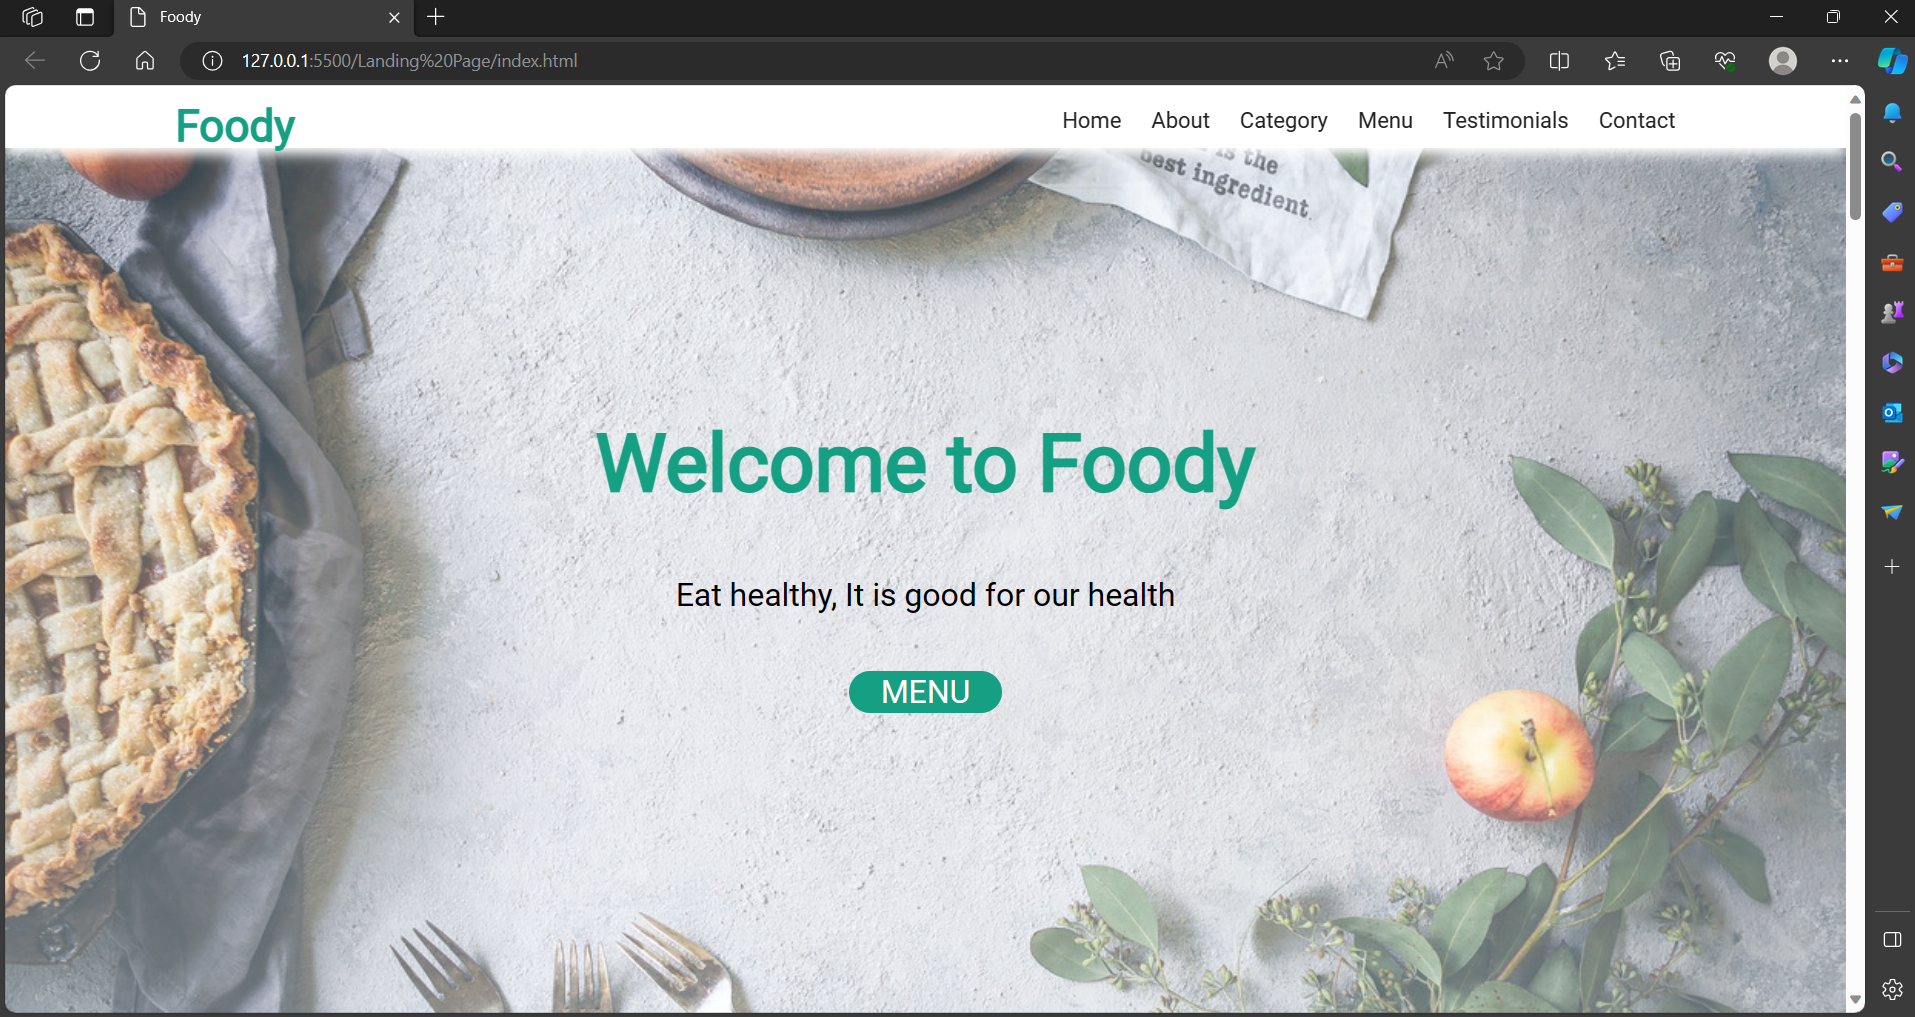 Foody
127.0.0.1:5500/Landing%20Page/index.html
Foody
Home About Category Menu Testimonials Contact
is the
best ingredient
Welcome to Foody
Eat healthy, It is good for our health
MENU